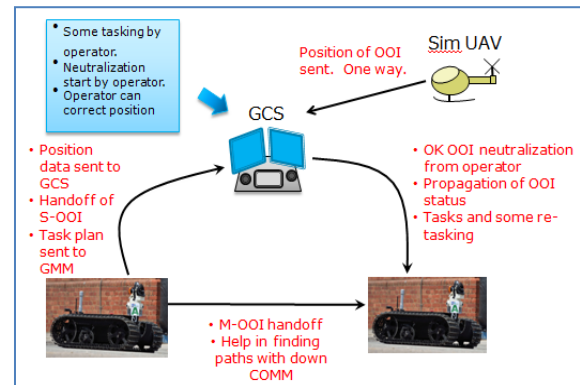 • Some tasking by
operator.
• Neutralization
start by operator.
• Operator can
correct position
Position of OOI
sent. One way.
Sim UAV
GCS
• Position
data sent to
GCS
• Handoff of
S-OOI
• Task plan
sent to
GMM
• OK OOI neutralization
from operator
• Propagation of OOI
status
• Tasks and some re-
tasking
• M-OOI handoff
• Help in finding
paths with down
COMM